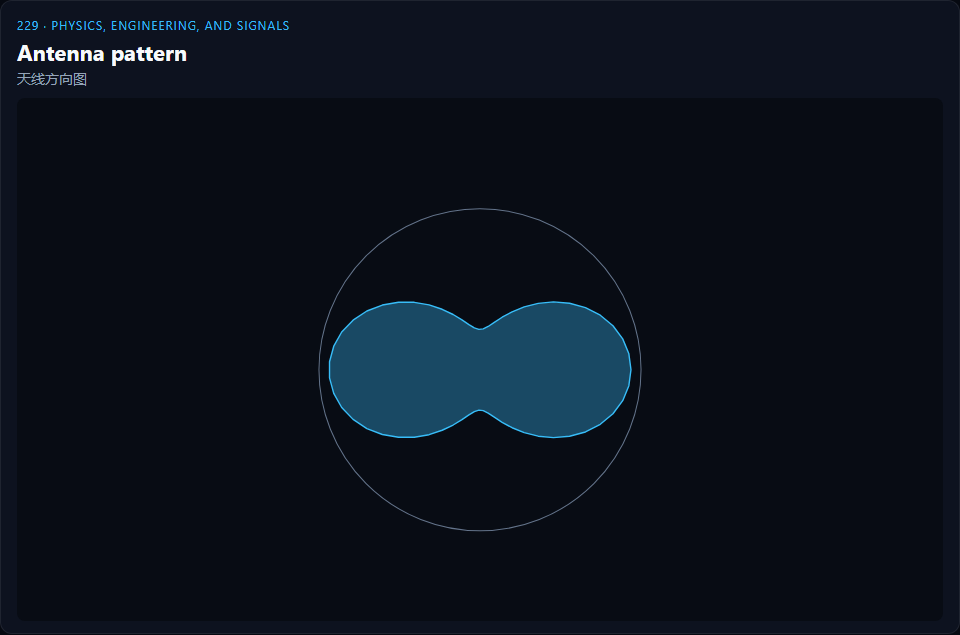 229 · PHYSICS, ENGINEERING, AND SIGNALS
Antenna pattern
天线方向图